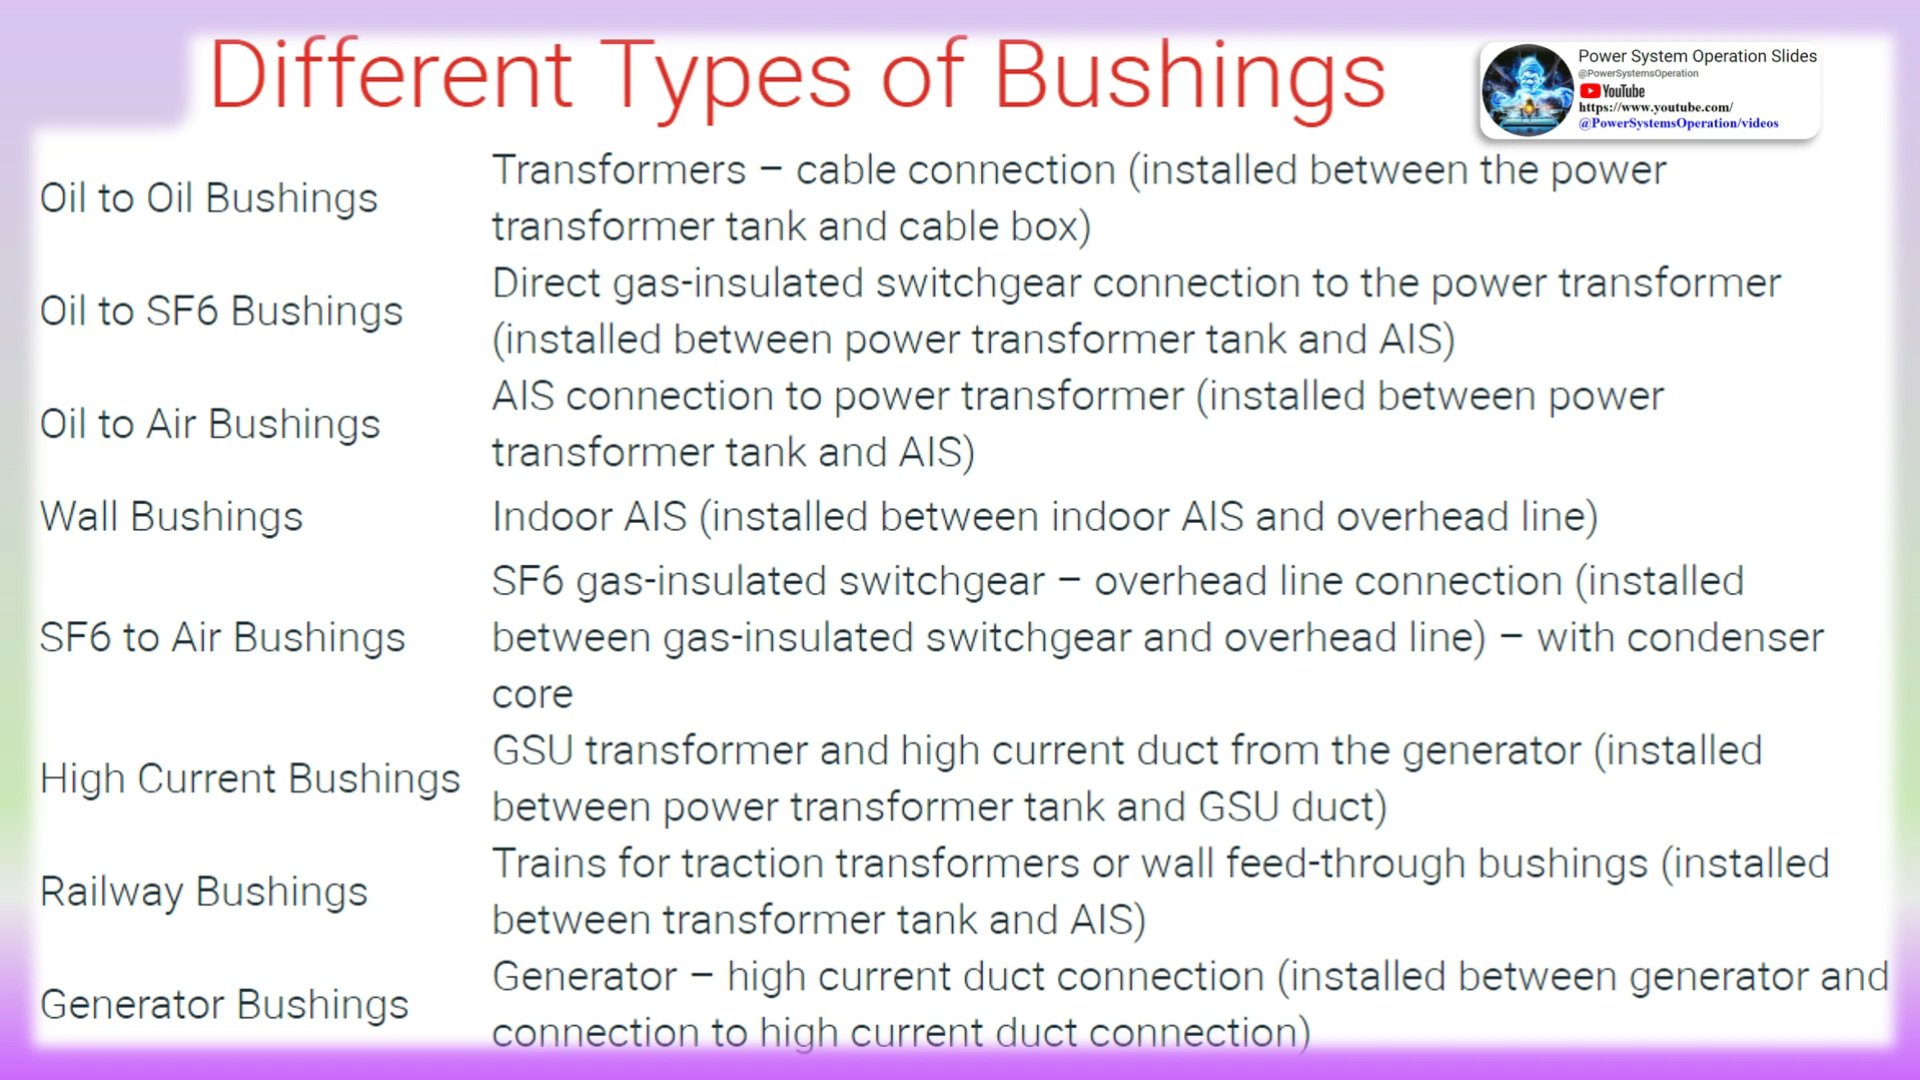 Different Types of Bushings
Power System Operation Slides
@PowerSystemsOperation
YouTube
https://www.youtube.com/
@PowerSystemsOperation/videos
Oil to Oil Bushings
Transformers – cable connection (installed between the power
transformer tank and cable box)
Oil to SF6 Bushings
Direct gas-insulated switchgear connection to the power transformer
(installed between power transformer tank and AIS)
Oil to Air Bushings
AIS connection to power transformer (installed between power
transformer tank and AIS)
Wall Bushings
Indoor AIS (installed between indoor AIS and overhead line)
SF6 to Air Bushings
SF6 gas-insulated switchgear – overhead line connection (installed
between gas-insulated switchgear and overhead line) – with condenser
core
High Current Bushings
GSU transformer and high current duct from the generator (installed
between power transformer tank and GSU duct)
Railway Bushings
Trains for traction transformers or wall feed-through bushings (installed
between transformer tank and AIS)
Generator Bushings
Generator – high current duct connection (installed between generator and
connection to high current duct connection)